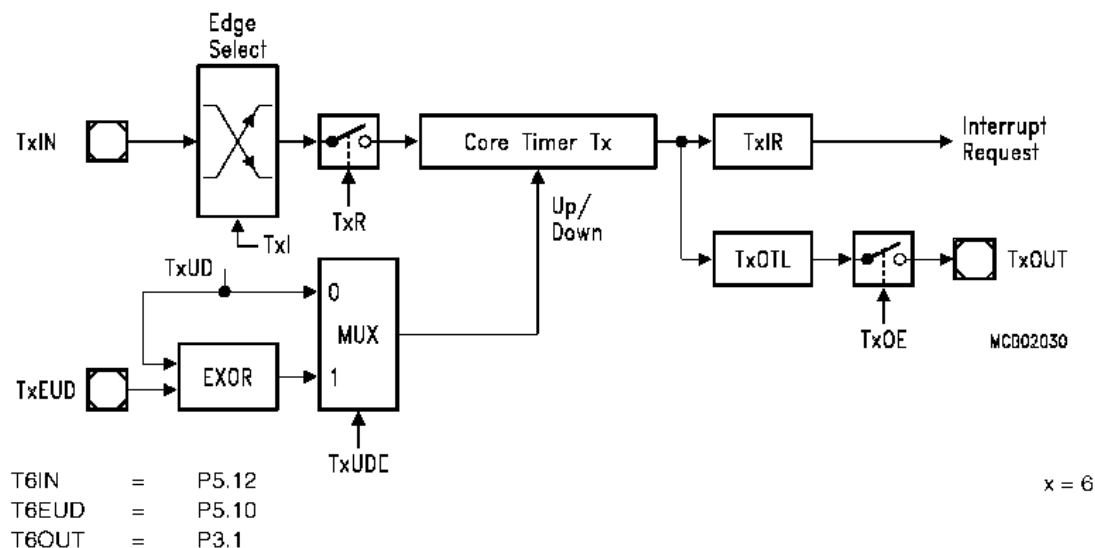 Edge
Select
TxIN
Core Timer Tx
TxIR
Interrupt
Request
TxR
Up/
Down
TxI
TxUD
0
MUX
TxOTL
TxOUT
TxOE
MCB02030
TxEUD
EXOR
1
TxUDE
T6IN = P5.12
x = 6
T6EUD = P5.10
T6OUT = P3.1